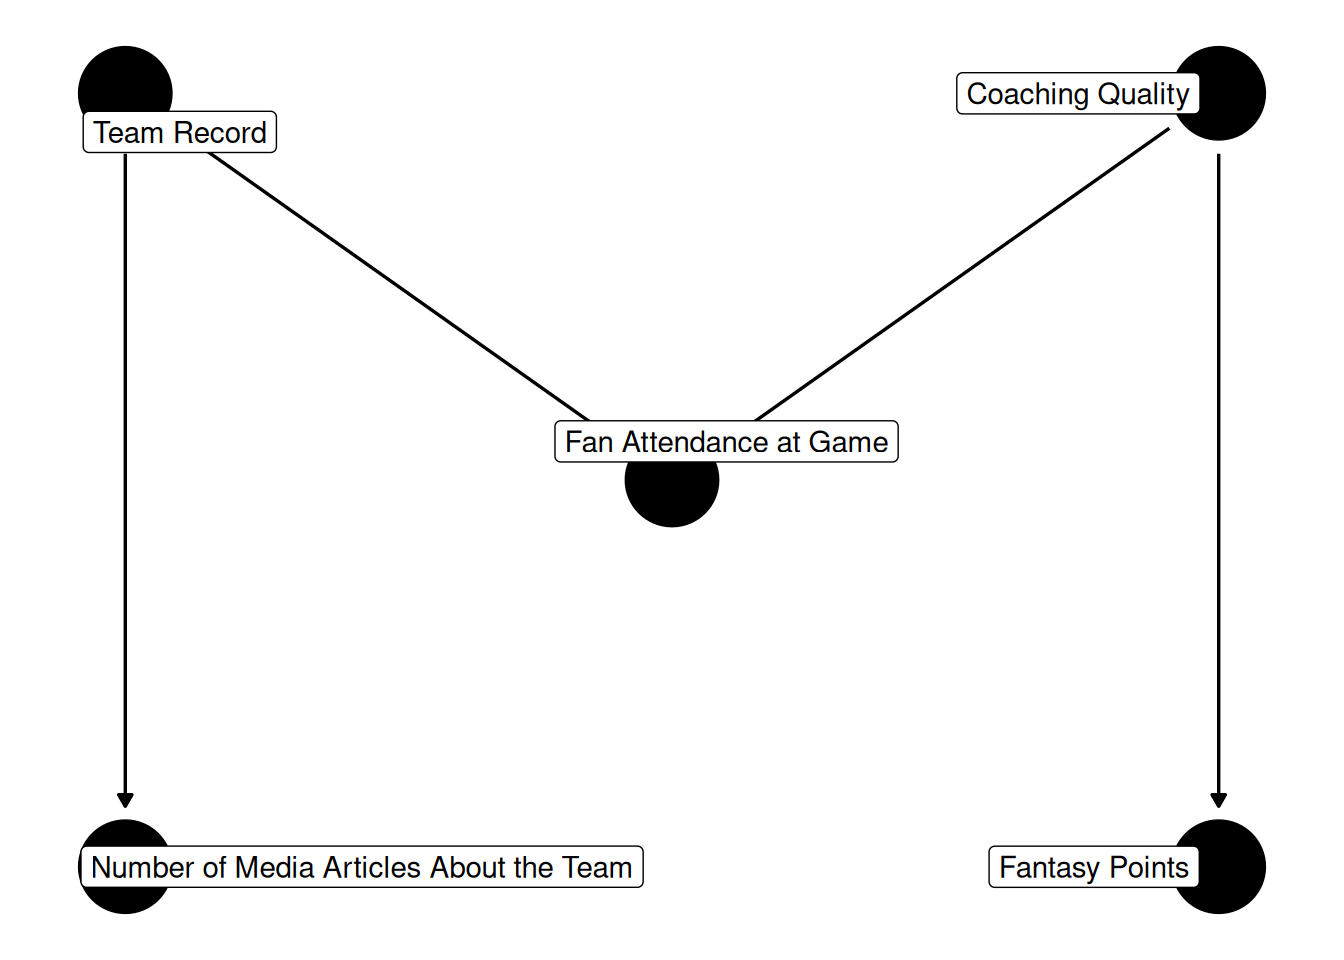 Coaching Quality
Team Record
Fan Attendance at Game
Number of Media Articles About the Team
Fantasy Points